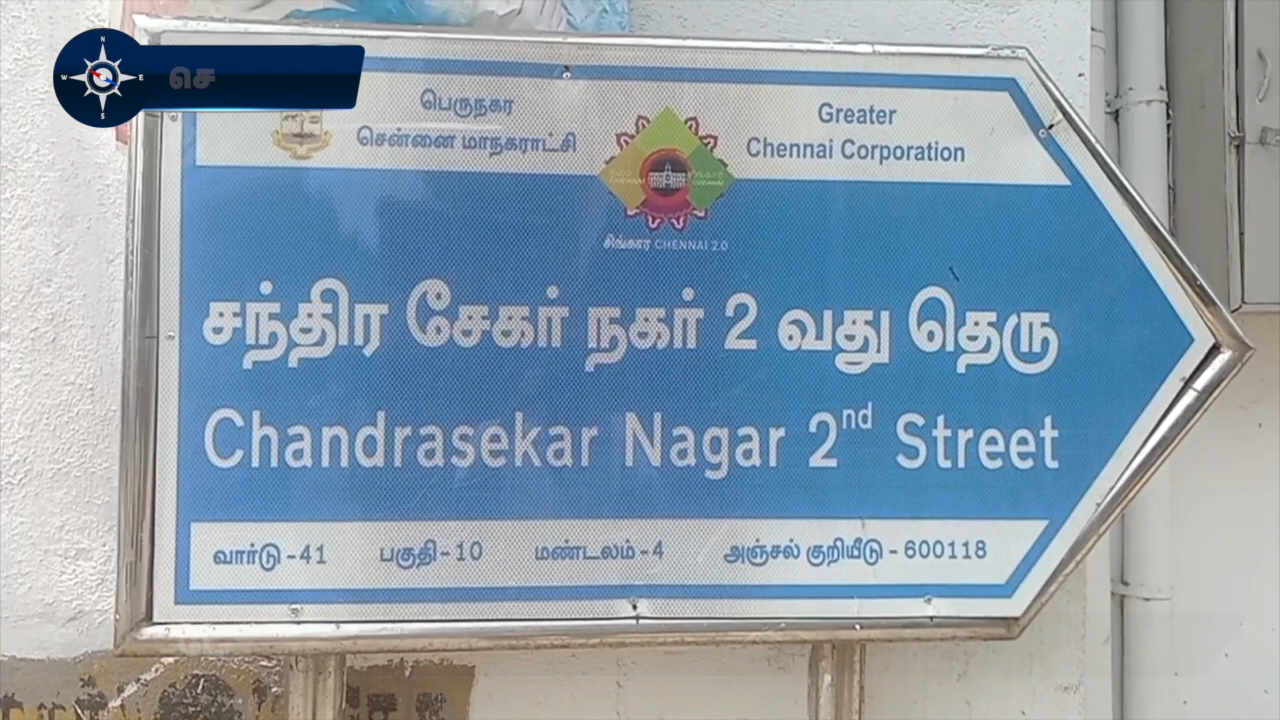 செ
பெருநகர
சென்னை மாநகராட்சி
Greater
Chennai Corporation
சிங்கார CHENNAI 2.0
சந்திர சேகர் நகர் 2 வது தெரு
Chandrasekar Nagar 2nd Street
வார்டு - 41 பகுதி - 10 மண்டலம் - 4 அஞ்சல் குறியீடு - 600118